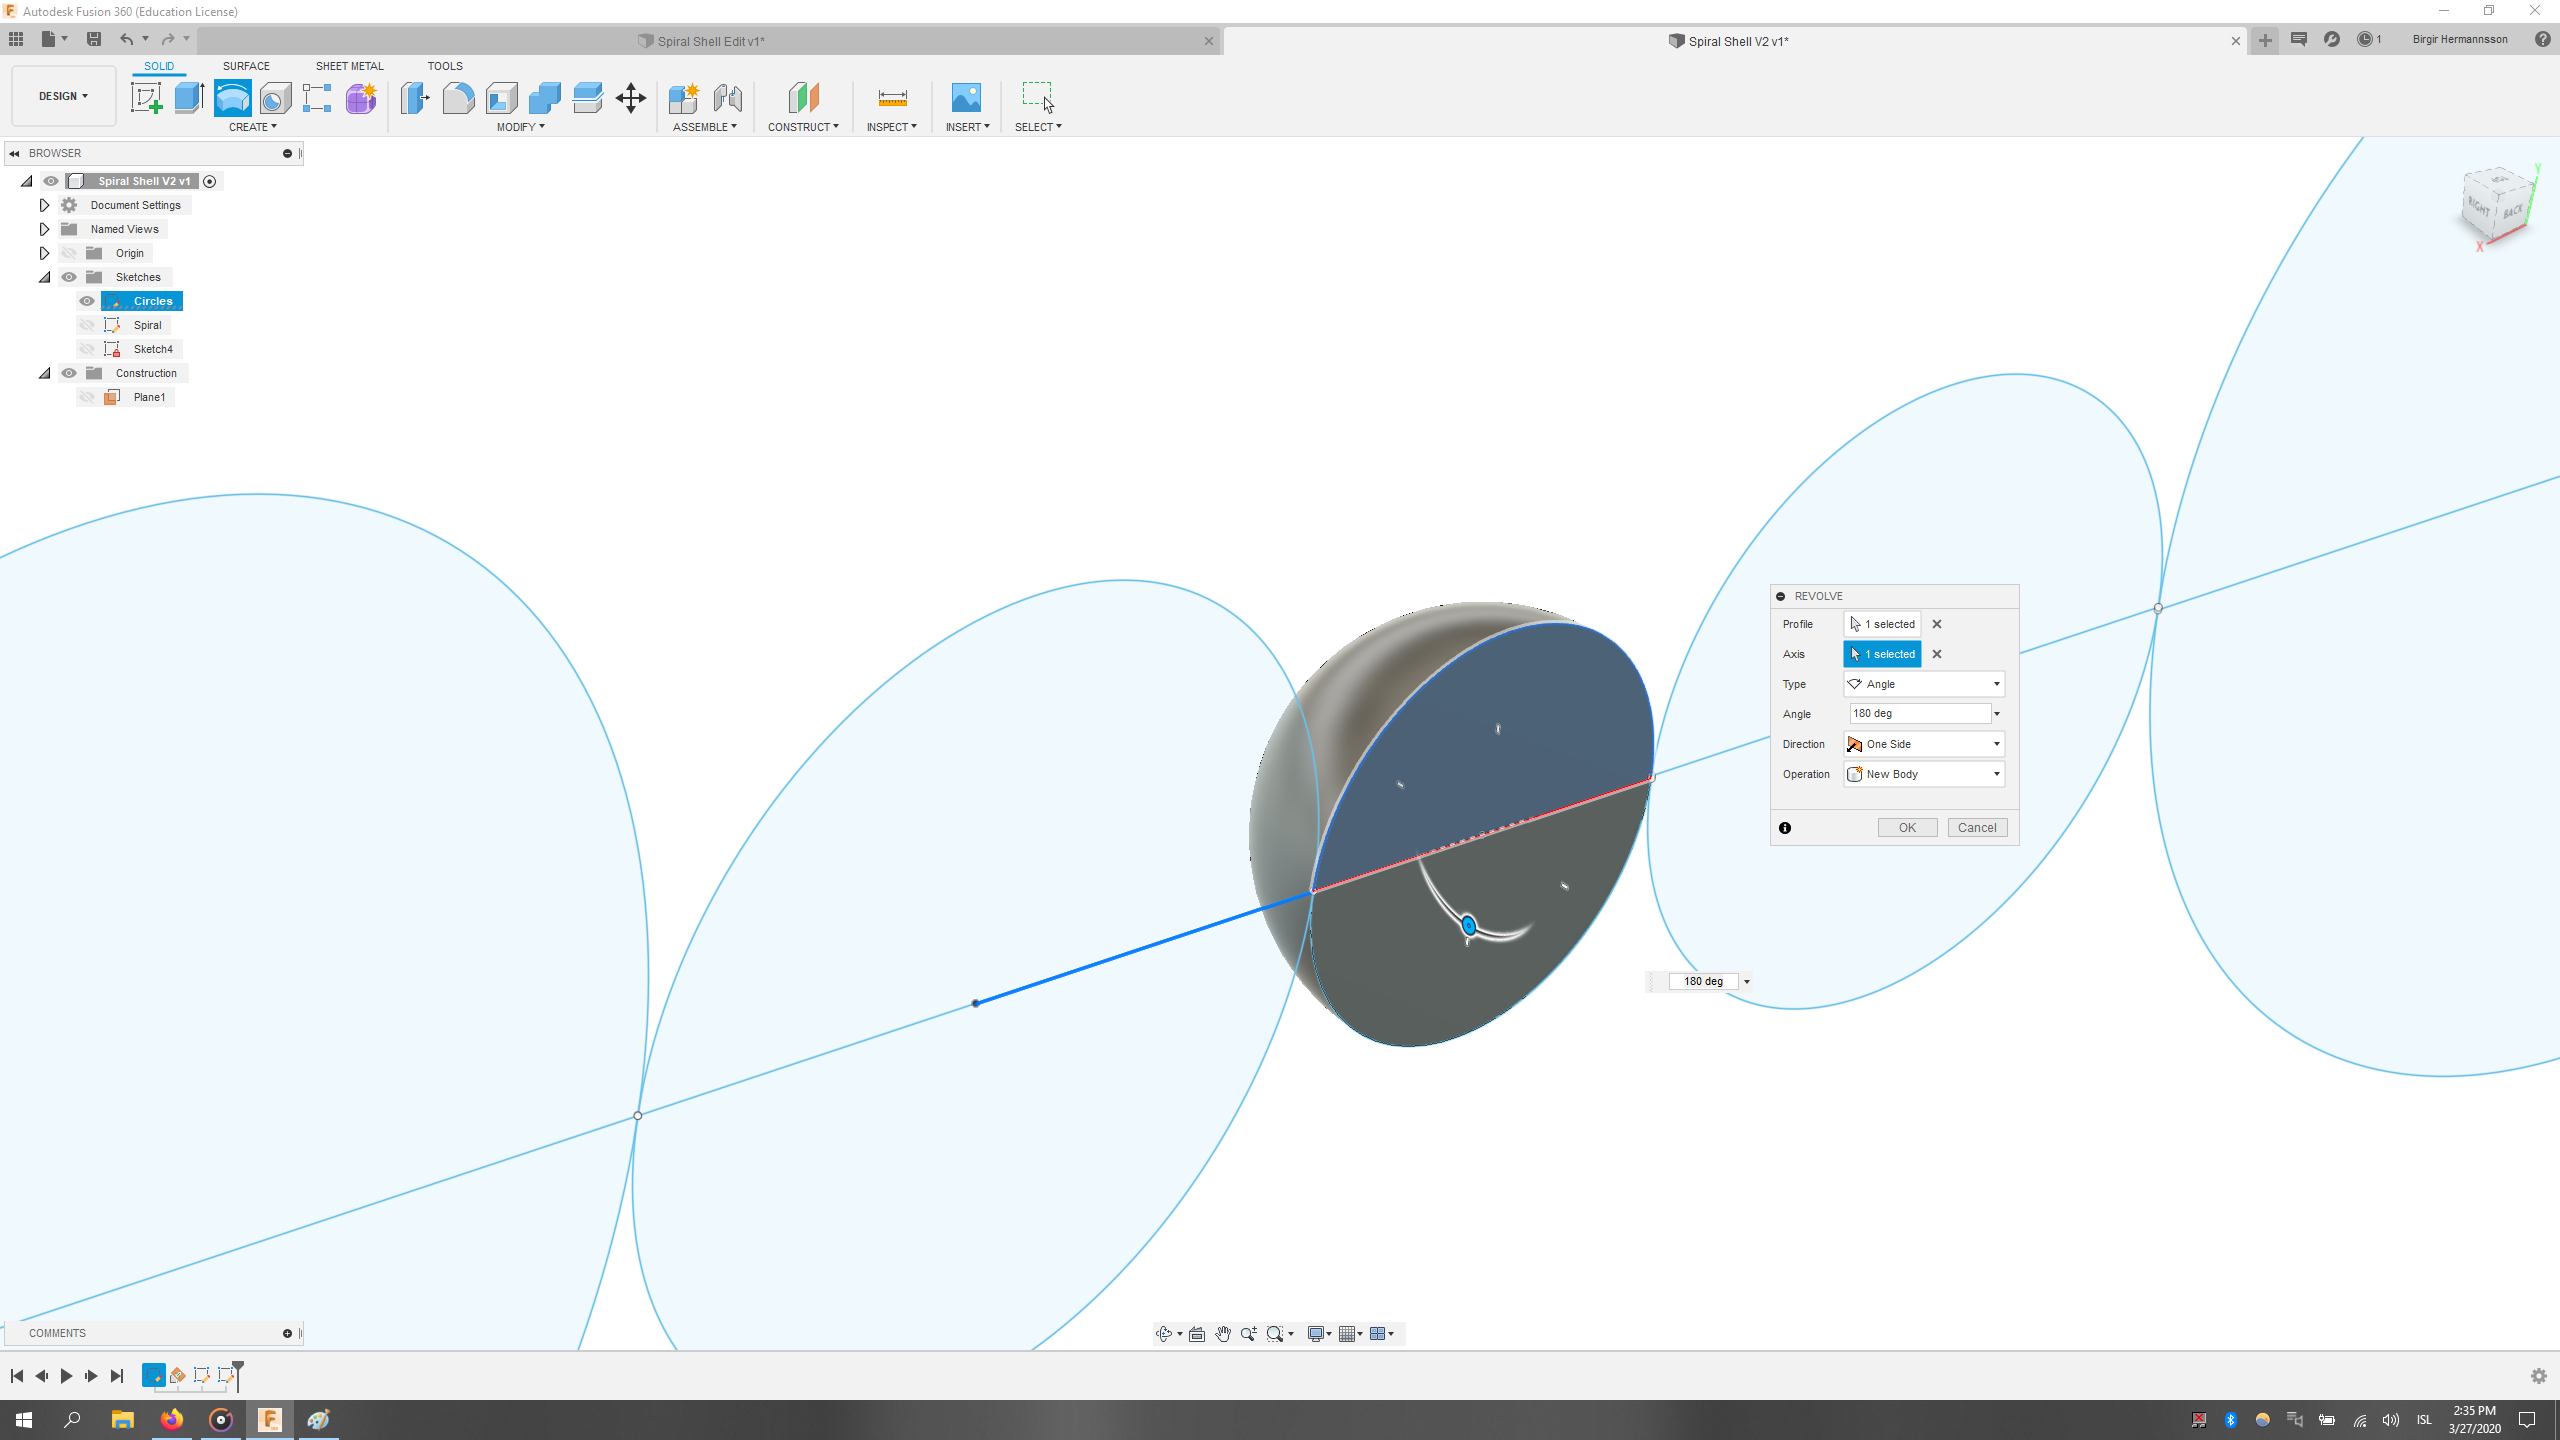 Autodesk Fusion 360 (Education License)
Spiral Shell Edit v1*
Spiral Shell V2 v1*
1
Birgir Hermannsson
DESIGN
SOLID
SURFACE
SHEET METAL
TOOLS
CREATE
MODIFY
ASSEMBLE
CONSTRUCT
INSPECT
INSERT
SELECT
BROWSER
Spiral Shell V2 v1
Document Settings
Named Views
Origin
Sketches
Circles
Spiral
Sketch4
Construction
Plane1
Y
RIGHT
BACK
X
REVOLVE
Profile
1 selected
Axis
1 selected
Type
Angle
Angle
180 deg
Direction
One Side
Operation
New Body
OK
Cancel
180 deg
COMMENTS
ISL
2:35 PM
3/27/2020